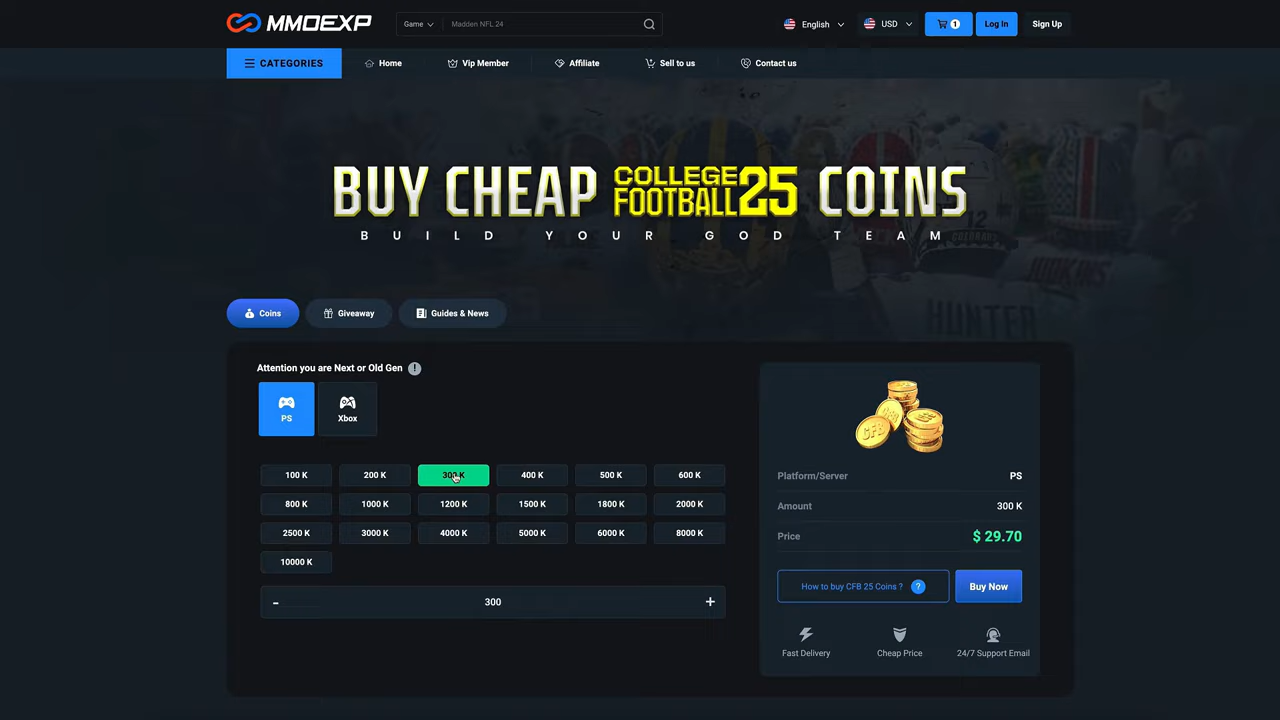 MMOEXP
Game
Madden NFL 24
English
USD
1
Log In
Sign Up
CATEGORIES
Home
Vip Member
Affiliate
Sell to us
Contact us
BUY CHEAP COLLEGE FOOTBALL 25 COINS
BUILD YOUR GOD TEAM
HUNTER
Coins
Giveaway
Guides & News
Attention you are Next or Old Gen !
PS
Xbox
100 K
200 K
300 K
400 K
500 K
600 K
800 K
1000 K
1200 K
1500 K
1800 K
2000 K
2500 K
3000 K
4000 K
5000 K
6000 K
8000 K
10000 K
-
300
+
CFB
Platform/Server
PS
Amount
300 K
Price
$ 29.70
How to buy CFB 25 Coins ? ?
Buy Now
Fast Delivery
Cheap Price
24/7 Support Email